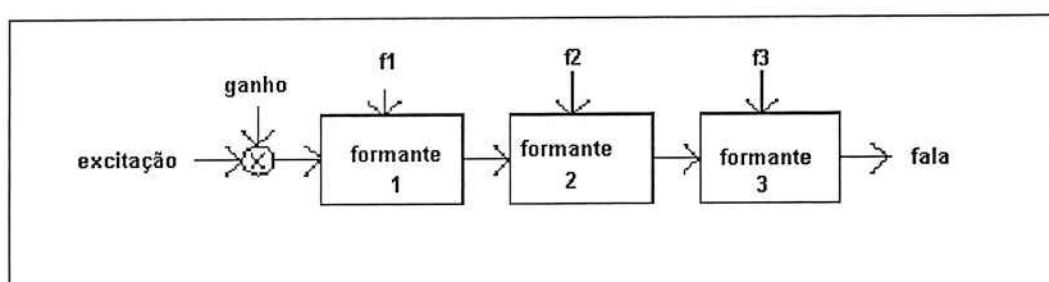 f1 f2 f3
ganho
excitação formante formante formante fala
1 2 3